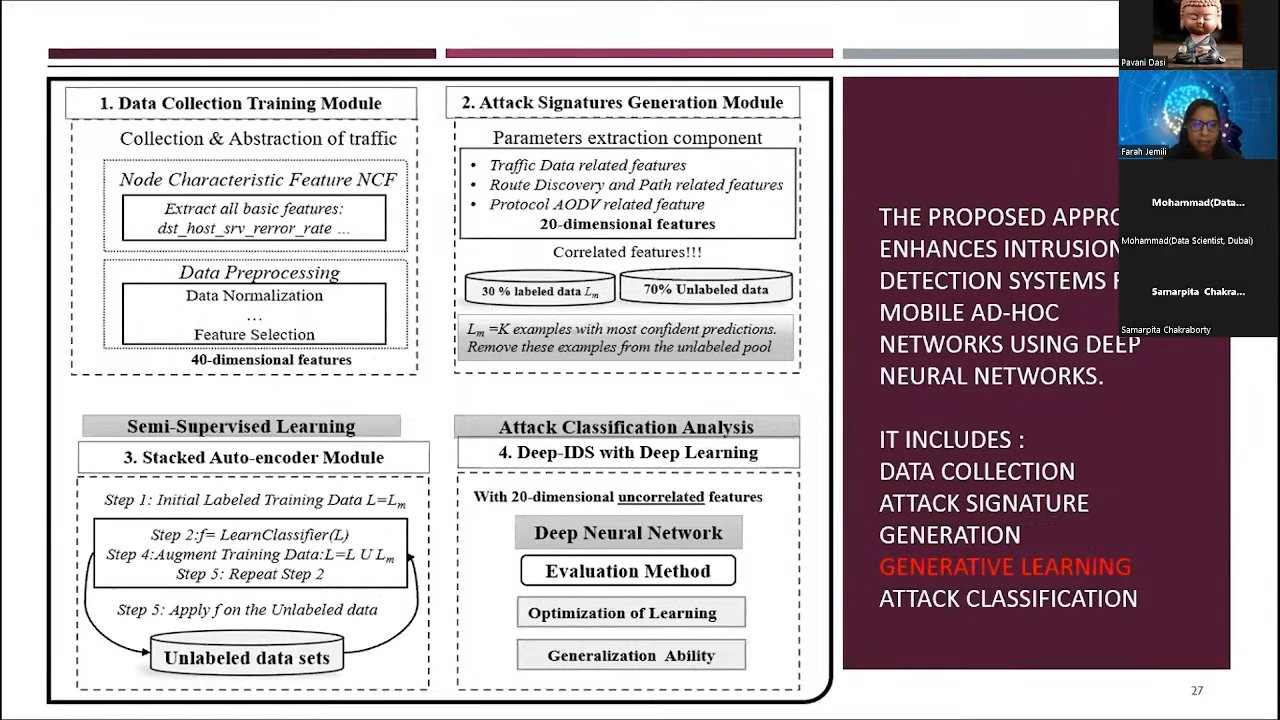 1. Data Collection Training Module
Collection & Abstraction of traffic
Node Characteristic Feature NCF
Extract all basic features:
dst_host_srv_rerror_rate ...
Data Preprocessing
Data Normalization
...
Feature Selection
40-dimensional features
2. Attack Signatures Generation Module
Parameters extraction component
• Traffic Data related features
• Route Discovery and Path related features
• Protocol AODV related feature
20-dimensional features
Correlated features!!!
30 % labeled data Lm
70% Unlabeled data
Lm =K examples with most confident predictions.
Remove these examples from the unlabeled pool
Semi-Supervised Learning
3. Stacked Auto-encoder Module
Step 1: Initial Labeled Training Data L=Lm
Step 2:f= LearnClassifier(L)
Step 4:Augment Training Data:L=L U Lm
Step 5: Repeat Step 2
Step 5: Apply f on the Unlabeled data
Unlabeled data sets
Attack Classification Analysis
4. Deep-IDS with Deep Learning
With 20-dimensional uncorrelated features
Deep Neural Network
Evaluation Method
Optimization of Learning
Generalization Ability
THE PROPOSED
ENHANCES INTRUSION
DETECTION SYSTEMS
MOBILE AD-HOC
NETWORKS USING DEEP
NEURAL NETWORKS.
IT INCLUDES :
DATA COLLECTION
ATTACK SIGNATURE
GENERATION
GENERATIVE LEARNING
ATTACK CLASSIFICATION
27
Pavani Dasi
Farah Jemili
Mohammad(Data...
Mohammad(Data Scientist, Dubai)
Samarpita Chakra...
Samarpita Chakraborty